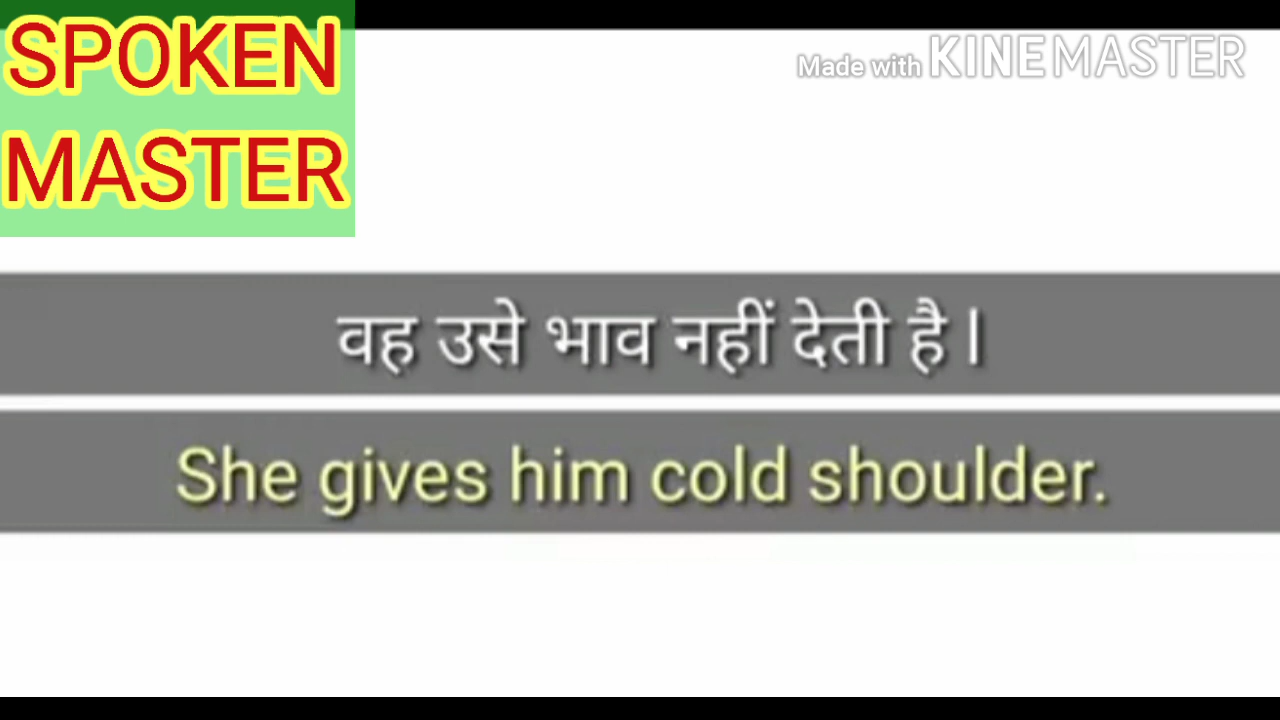 SPOKEN
MASTER
Made with KINEMASTER
वह उसे भाव नहीं देती है l
She gives him cold shoulder.